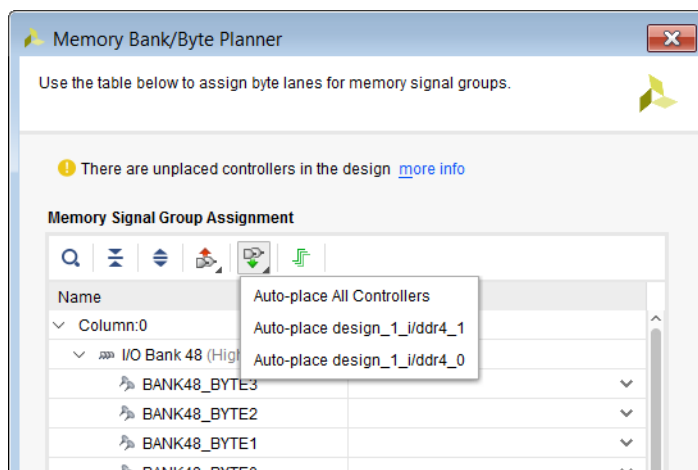 Memory Bank/Byte Planner
Use the table below to assign byte lanes for memory signal groups.
There are unplaced controllers in the design more info
Memory Signal Group Assignment
Name
Auto-place All Controllers
Column:0
Auto-place design_1_i/ddr4_1
I/O Bank 48 (Hig
Auto-place design_1_i/ddr4_0
BANK48_BYTE3
BANK48_BYTE2
BANK48_BYTE1